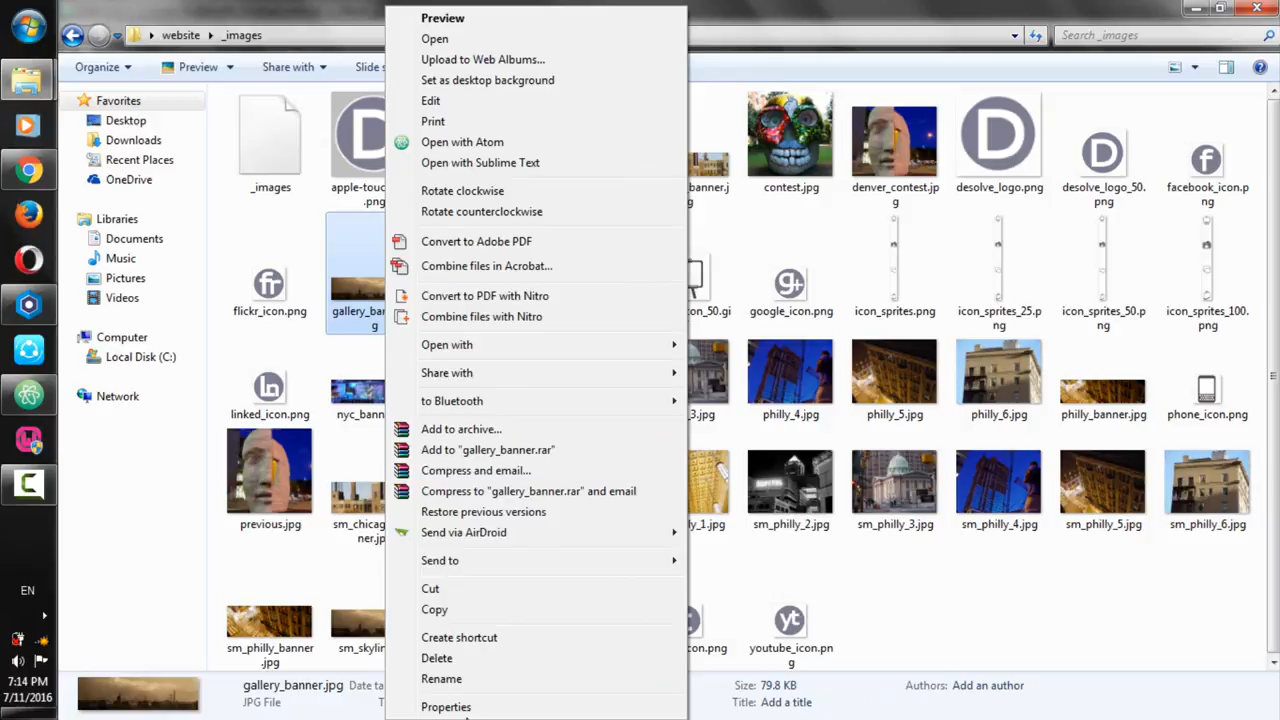 Preview
website
_images
Search _images
Open
Organize
Preview
Share with
Slide s
Upload to Web Albums...
Set as desktop background
Edit
Print
Open with Atom
Open with Sublime Text
Rotate clockwise
Rotate counterclockwise
Convert to Adobe PDF
Combine files in Acrobat...
Convert to PDF with Nitro
Combine files with Nitro
Open with
Share with
to Bluetooth
Add to archive...
Add to "gallery_banner.rar"
Compress and email...
Compress to "gallery_banner.rar" and email
Restore previous versions
Send via AirDroid
Send to
Cut
Copy
Create shortcut
Delete
Rename
Properties
Favorites
Desktop
Downloads
Recent Places
OneDrive
Libraries
Documents
Music
Pictures
Videos
Computer
Local Disk (C:)
Network
D
D
D
f
_images
apple-touc
.png
banner.j
contest.jpg
denver_contest.jp
g
desolve_logo.png
desolve_logo_50.
png
facebook_icon.p
ng
fr
g+
flickr_icon.png
gallery_ba
g
on_50.gi
google_icon.png
icon_sprites.png
icon_sprites_25.p
ng
icon_sprites_50.p
ng
icon_sprites_100.
png
In
linked_icon.png
nyc_bann
_3.jpg
philly_4.jpg
philly_5.jpg
philly_6.jpg
philly_banner.jpg
phone_icon.png
previous.jpg
sm_chicag
ner.jp
y_1.jpg
sm_philly_2.jpg
sm_philly_3.jpg
sm_philly_4.jpg
sm_philly_5.jpg
sm_philly_6.jpg
yt
sm_philly_banner
.jpg
sm_skylin
con.png
youtube_icon.pn
g
EN
7:14 PM
7/11/2016
gallery_banner.jpg
Date ta
JPG File
Size: 79.8 KB
Title: Add a title
Authors: Add an author